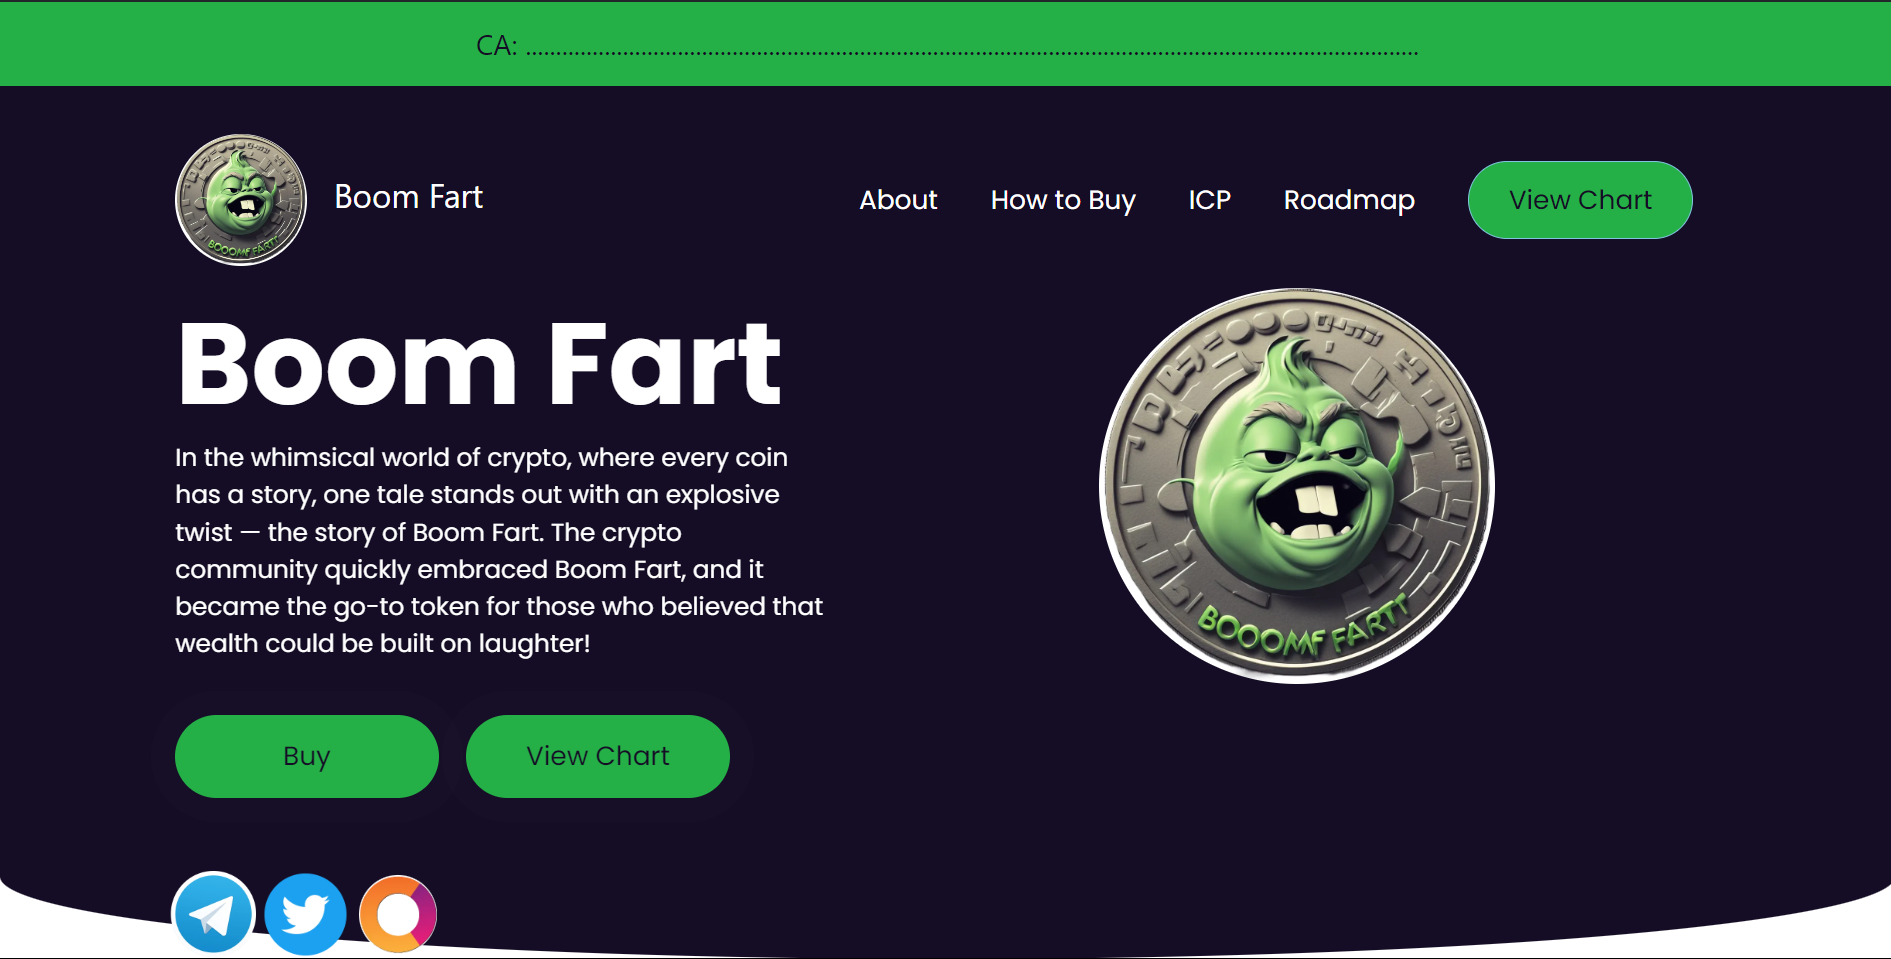 CA: .....................................................................................................................................................
Boom Fart
About
How to Buy
ICP
Roadmap
View Chart
BOOOMF FARTT
Boom Fart
In the whimsical world of crypto, where every coin
has a story, one tale stands out with an explosive
twist — the story of Boom Fart. The crypto
community quickly embraced Boom Fart, and it
became the go-to token for those who believed that
wealth could be built on laughter!
BOOOMF FARTT
Buy
View Chart